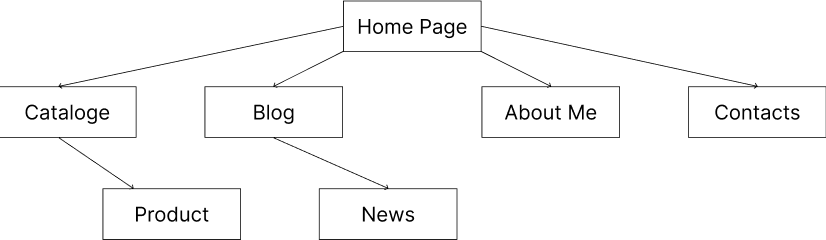 Home Page
Cataloge
Blog
About Me
Contacts
Product
News